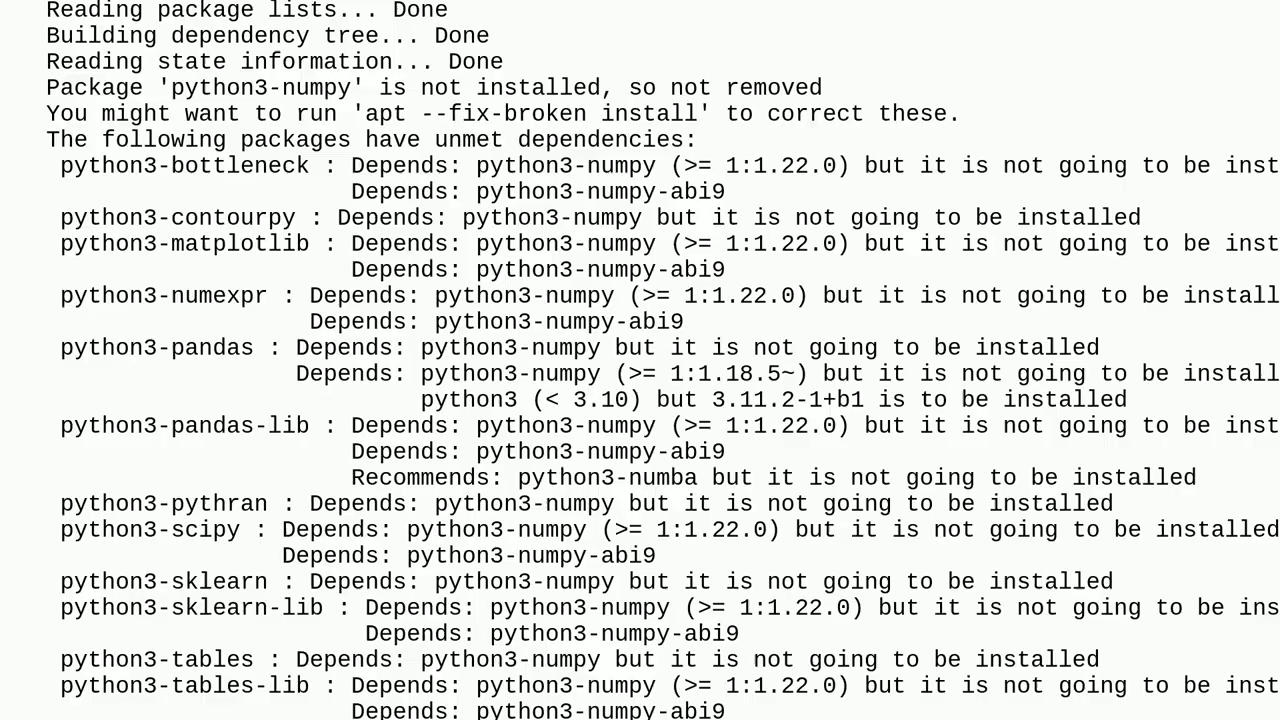 Reading package lists... Done
Building dependency tree... Done
Reading state information... Done
Package 'python3-numpy' is not installed, so not removed
You might want to run 'apt --fix-broken install' to correct these.
The following packages have unmet dependencies:
 python3-bottleneck : Depends: python3-numpy (>= 1:1.22.0) but it is not going to be inst
                      Depends: python3-numpy-abi9
 python3-contourpy : Depends: python3-numpy but it is not going to be installed
 python3-matplotlib : Depends: python3-numpy (>= 1:1.22.0) but it is not going to be inst
                      Depends: python3-numpy-abi9
 python3-numexpr : Depends: python3-numpy (>= 1:1.22.0) but it is not going to be install
                   Depends: python3-numpy-abi9
 python3-pandas : Depends: python3-numpy but it is not going to be installed
                  Depends: python3-numpy (>= 1:1.18.5~) but it is not going to be install
                           python3 (< 3.10) but 3.11.2-1+b1 is to be installed
 python3-pandas-lib : Depends: python3-numpy (>= 1:1.22.0) but it is not going to be inst
                      Depends: python3-numpy-abi9
                      Recommends: python3-numba but it is not going to be installed
 python3-pythran : Depends: python3-numpy but it is not going to be installed
 python3-scipy : Depends: python3-numpy (>= 1:1.22.0) but it is not going to be installed
                 Depends: python3-numpy-abi9
 python3-sklearn : Depends: python3-numpy but it is not going to be installed
 python3-sklearn-lib : Depends: python3-numpy (>= 1:1.22.0) but it is not going to be ins
                       Depends: python3-numpy-abi9
 python3-tables : Depends: python3-numpy but it is not going to be installed
 python3-tables-lib : Depends: python3-numpy (>= 1:1.22.0) but it is not going to be inst
                      Depends: python3-numpy-abi9